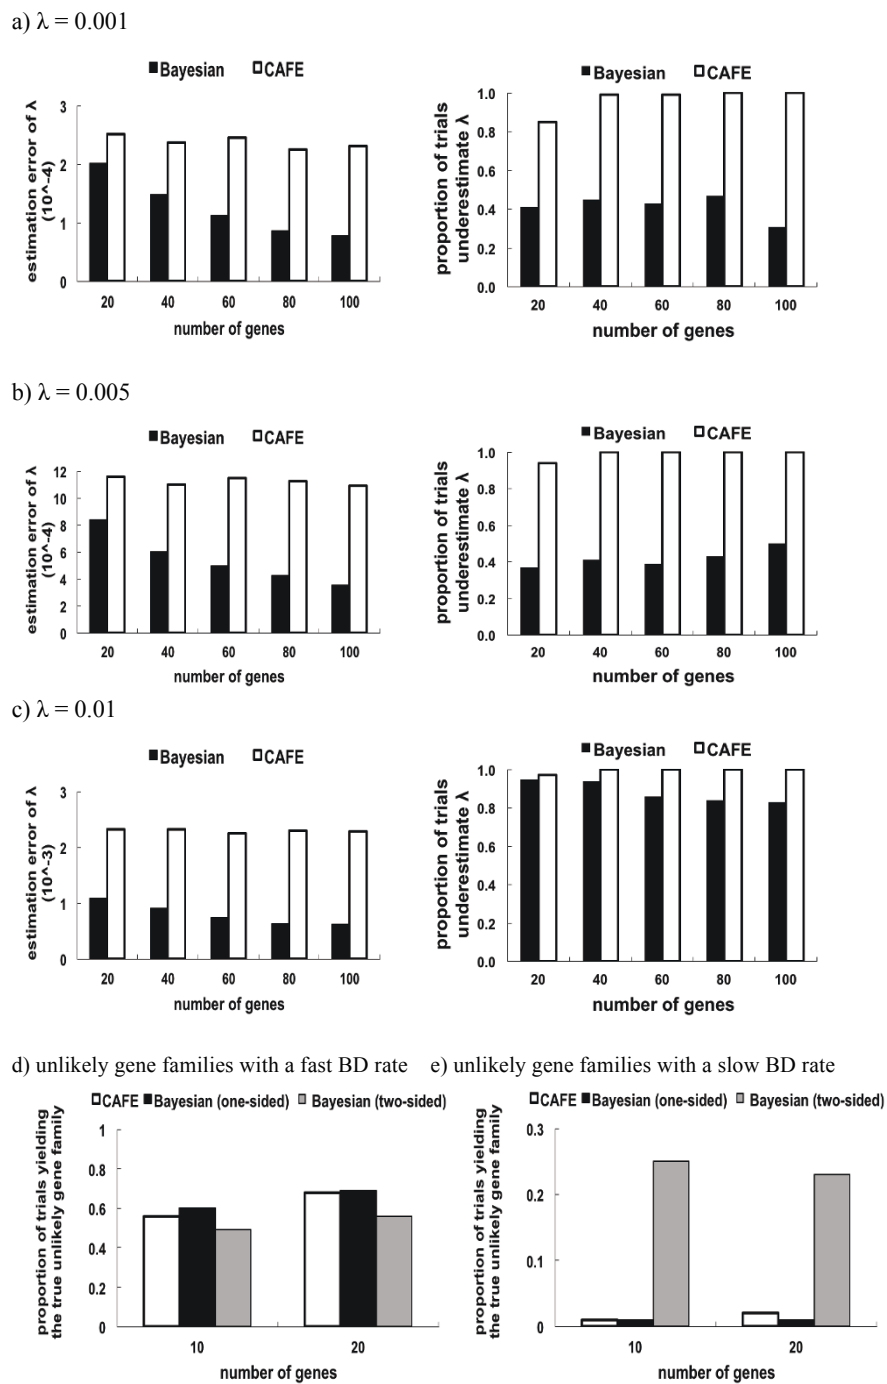 a) λ = 0.001
Bayesian CAFE
estimation error of λ
(10^-4)
3
2
1
0
20 40 60 80 100
number of genes
Bayesian CAFE
proportion of trials
underestimate λ
1.0
0.8
0.6
0.4
0.2
0.0
20 40 60 80 100
number of genes
b) λ = 0.005
Bayesian CAFE
estimation error of λ
(10^-4)
12
10
8
6
4
2
0
20 40 60 80 100
number of genes
Bayesian CAFE
proportion of trials
underestimate λ
1.0
0.8
0.6
0.4
0.2
0.0
20 40 60 80 100
number of genes
c) λ = 0.01
Bayesian CAFE
estimation error of λ
(10^-3)
3
2
1
0
20 40 60 80 100
number of genes
Bayesian CAFE
proportion of trials
underestimate λ
1.0
0.8
0.6
0.4
0.2
0.0
20 40 60 80 100
number of genes
d) unlikely gene families with a fast BD rate
CAFE Bayesian (one-sided) Bayesian (two-sided)
proportion of trials yielding
the true unlikely gene family
1
0.8
0.6
0.4
0.2
0
10 20
number of genes
e) unlikely gene families with a slow BD rate
CAFE Bayesian (one-sided) Bayesian (two-sided)
proportion of trials yielding
the true unlikely gene family
0.3
0.2
0.1
0
10 20
number of genes